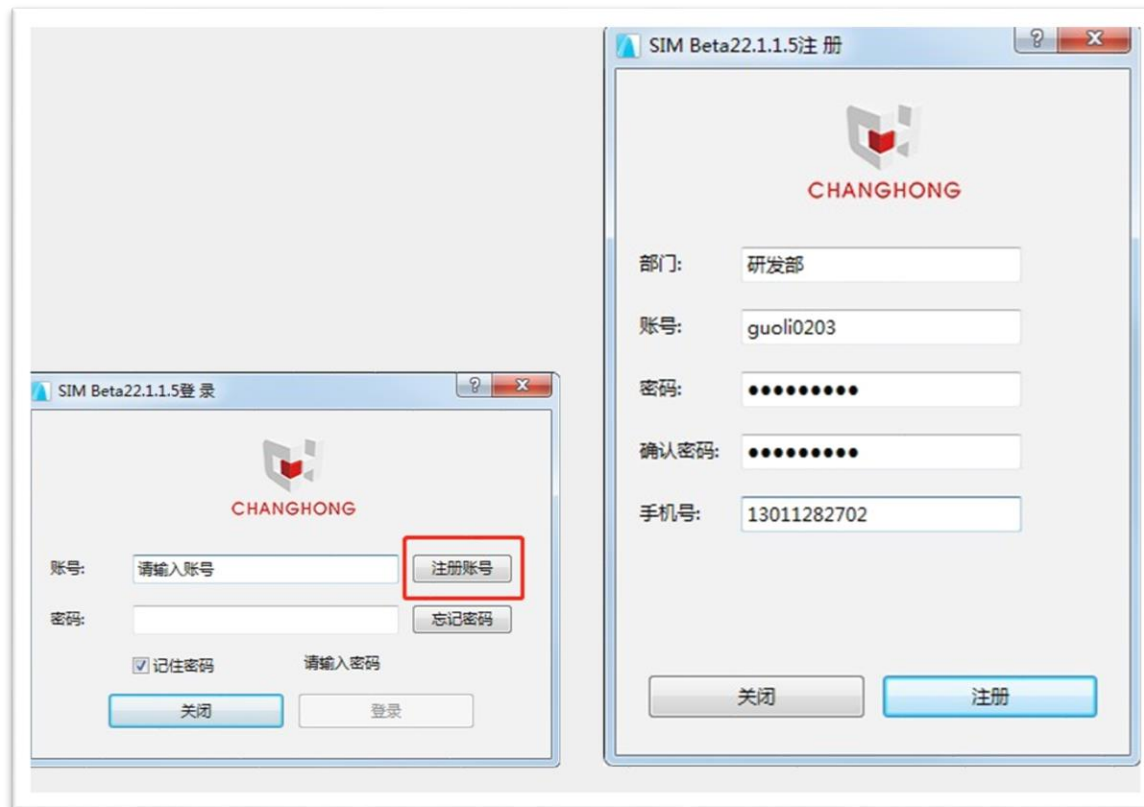 SIM Beta22.1.1.5登 录
CHANGHONG
账号:
请输入账号
注册账号
密码:
忘记密码
记住密码
请输入密码
关闭
登录
SIM Beta22.1.1.5注 册
CHANGHONG
部门:
研发部
账号:
guoli0203
密码:
●●●●●●●●●
确认密码:
●●●●●●●●●
手机号:
13011282702
关闭
注册